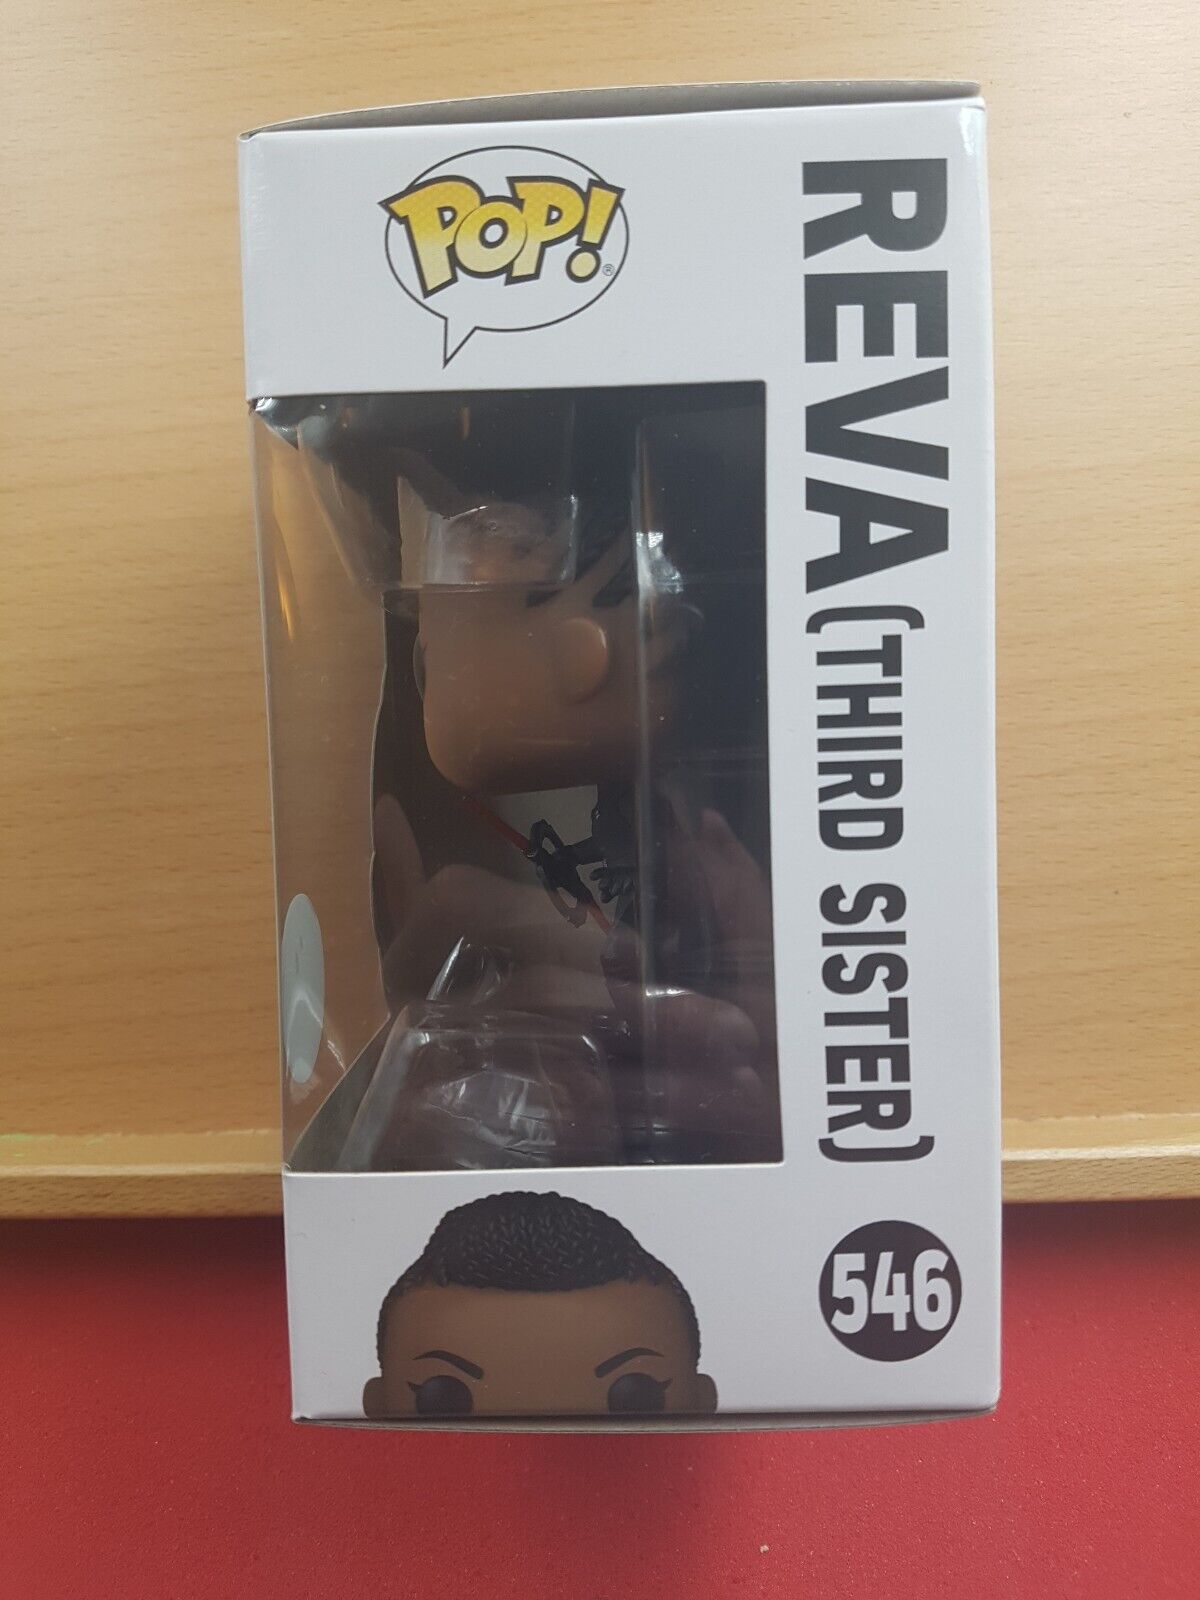 POP!
®
REVA (THIRD SISTER)
546